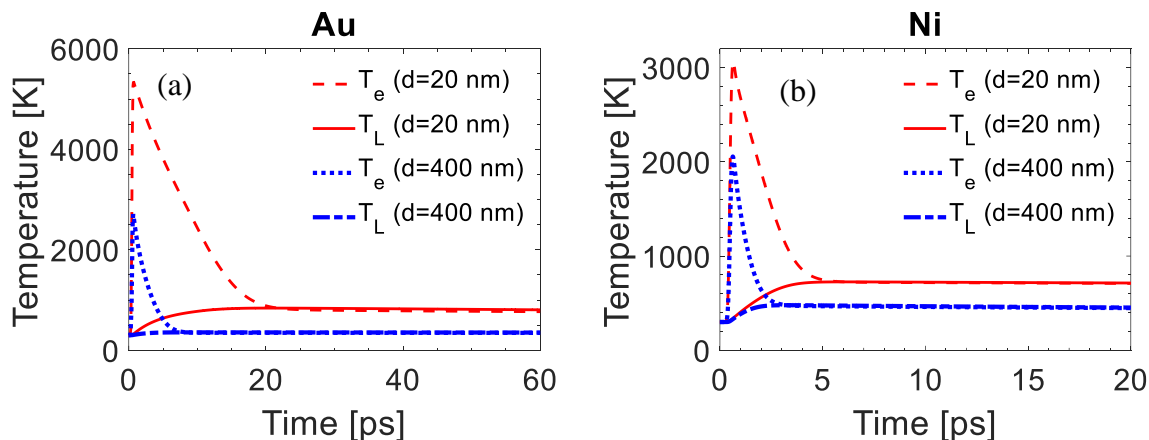 Au
(a)
T_e (d=20 nm)
T_L (d=20 nm)
T_e (d=400 nm)
T_L (d=400 nm)
Temperature [K]
6000
4000
2000
0
0 20 40 60
Time [ps]
Ni
(b)
T_e (d=20 nm)
T_L (d=20 nm)
T_e (d=400 nm)
T_L (d=400 nm)
Temperature [K]
3000
2000
1000
0
0 5 10 15 20
Time [ps]